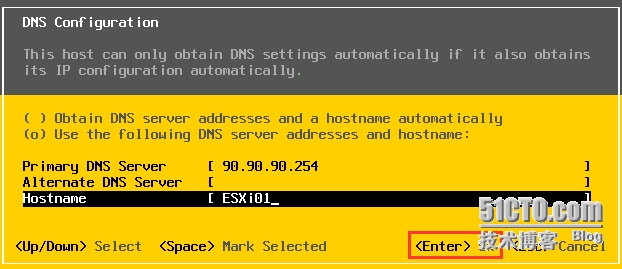 DNS Configuration
This host can only obtain DNS settings automatically if it also obtains
its IP configuration automatically.
( ) Obtain DNS server addresses and a hostname automatically
(o) Use the following DNS server addresses and hostname:
Primary DNS Server [ 90.90.90.254 ]
Alternate DNS Server [ ]
Hostname [ ESXi01_ ]
51CTO.com
技术博客 Blog
<Up/Down> Select <Space> Mark Selected <Enter> Cancel